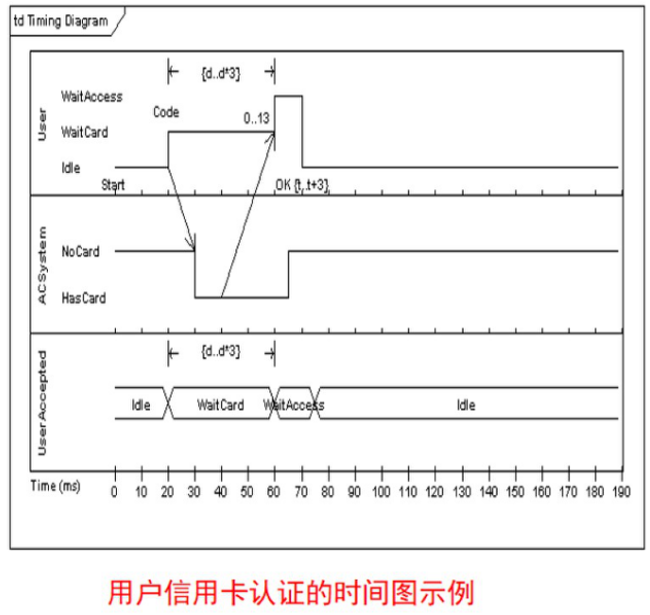 td Timing Diagram
{d..d*3}
WaitAccess
Code
0..13
User
WaitCard
Idle
Start
OK {t..t+3}
ACSystem
NoCard
HasCard
{d..d*3}
UserAccepted
Idle
WaitCard
WaitAccess
Idle
Time (ms)
0 10 20 30 40 50 60 70 80 90 100 110 120 130 140 150 160 170 180 190
用户信用卡认证的时间图示例